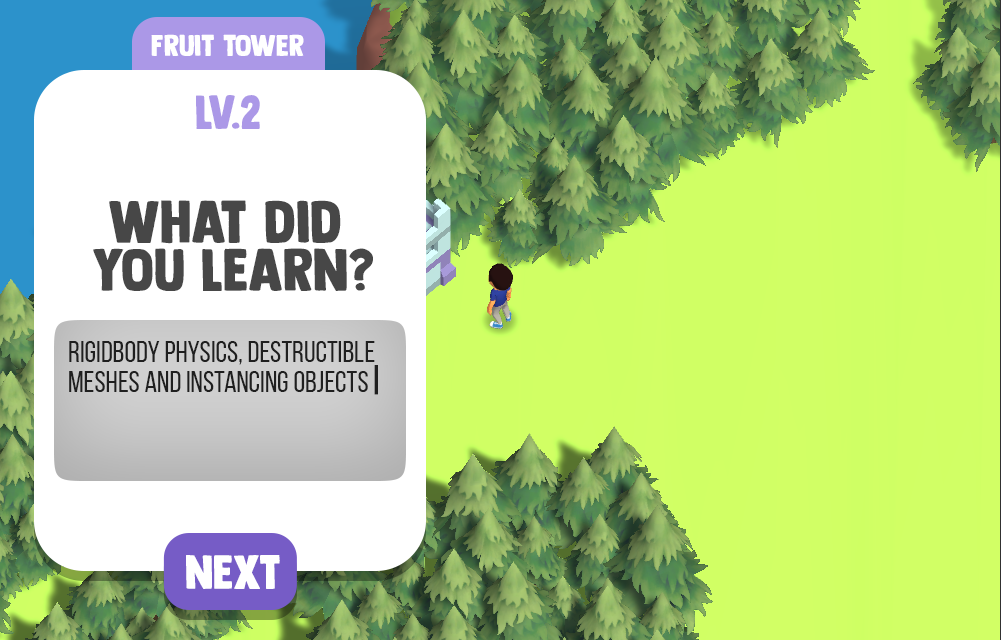 FRUIT TOWER
LV.2
WHAT DID
YOU LEARN?
RIGIDBODY PHYSICS, DESTRUCTIBLE
MESHES AND INSTANCING OBJECTS
NEXT